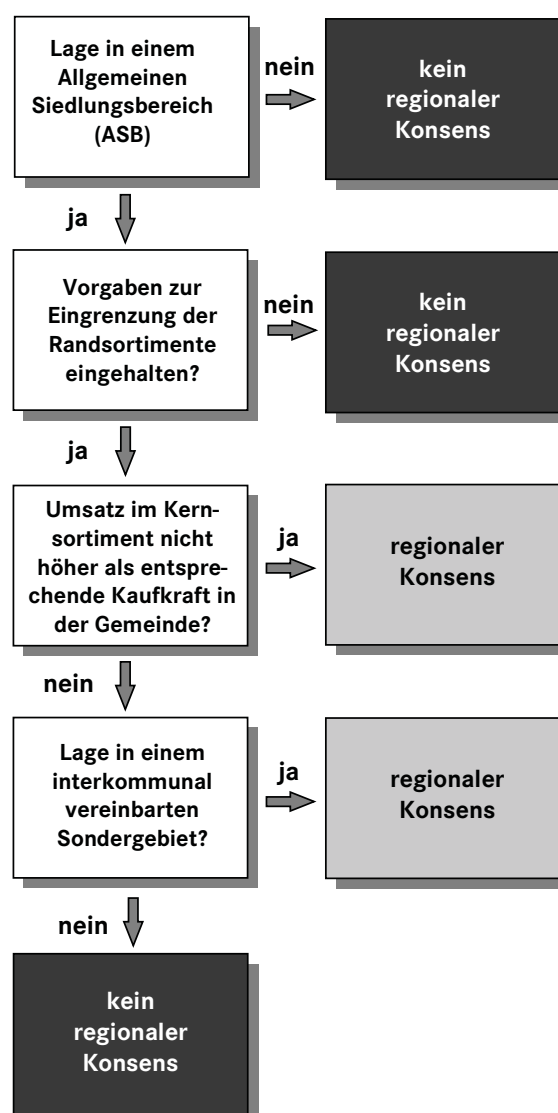 Lage in einem
Allgemeinen
Siedlungsbereich
(ASB)
nein
kein
regionaler
Konsens
ja
Vorgaben zur
Eingrenzung der
Randsortimente
eingehalten?
nein
kein
regionaler
Konsens
ja
Umsatz im Kern-
sortiment nicht
höher als entspre-
chende Kaufkraft in
der Gemeinde?
ja
regionaler
Konsens
nein
Lage in einem
interkommunal
vereinbarten
Sondergebiet?
ja
regionaler
Konsens
nein
kein
regionaler
Konsens